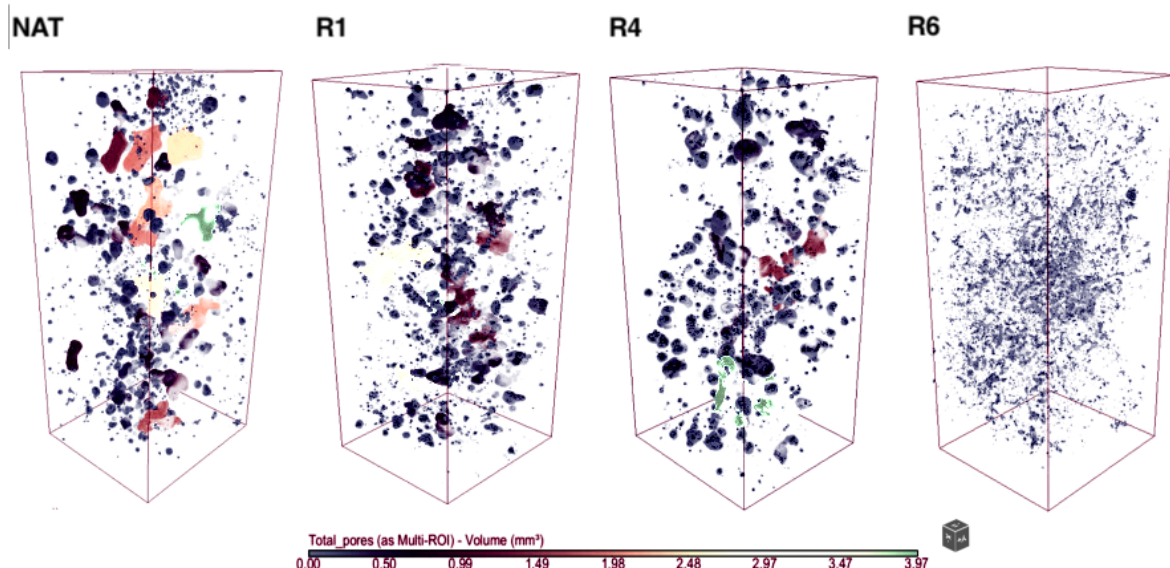 NAT
R1
R4
R6
Total_pores (as Multi-ROI) - Volume (mm³)
0.00 0.50 0.99 1.49 1.98 2.48 2.97 3.47 3.97